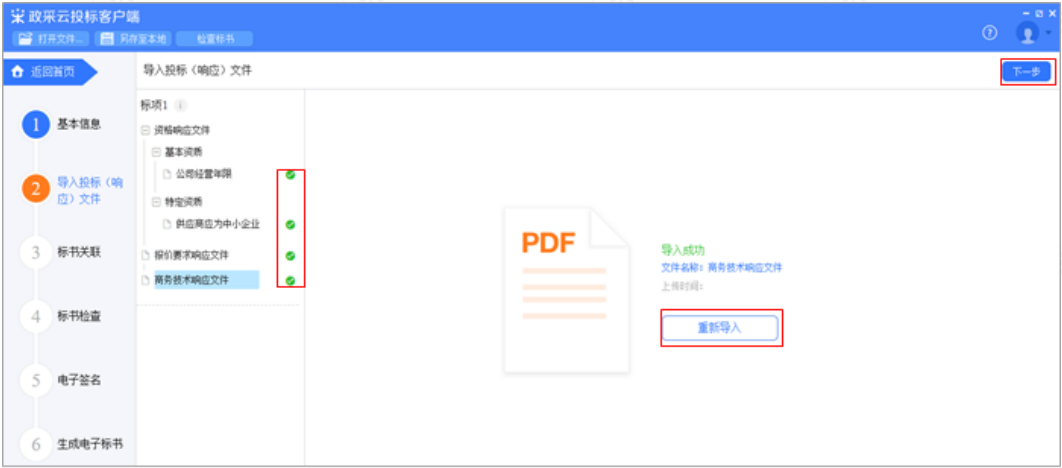 政采云投标客户端
打开文件... 另存至本地 检查标书
返回首页
导入投标（响应）文件
下一步
1 基本信息
2 导入投标（响
应）文件
3 标书关联
4 标书检查
5 电子签名
6 生成电子标书
标项1
资格响应文件
基本资质
公司经营年限
特定资质
供应商应为中小企业
报价要求响应文件
商务技术响应文件
PDF
导入成功
文件名称：商务技术响应文件
上传时间：
重新导入